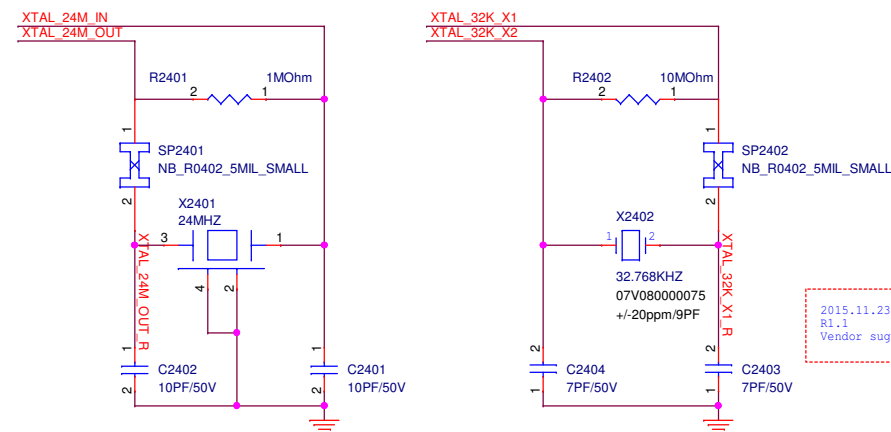 XTAL_24M_IN
XTAL_24M_OUT
R2401
1MOhm
2
1
1
SP2401
NB_R0402_5MIL_SMALL
2
X2401
24MHZ
3
1
4
2
XTAL_24M_OUT_R
1
C2402
10PF/50V
2
1
C2401
10PF/50V
2
XTAL_32K_X1
XTAL_32K_X2
R2402
10MOhm
2
1
1
SP2402
NB_R0402_5MIL_SMALL
2
X2402
1
2
32.768KHZ
07V080000075
+/-20ppm/9PF
XTAL_32K_X1_R
2
C2404
7PF/50V
1
2
C2403
7PF/50V
1
2015.11.23
R1.1
Vendor sug